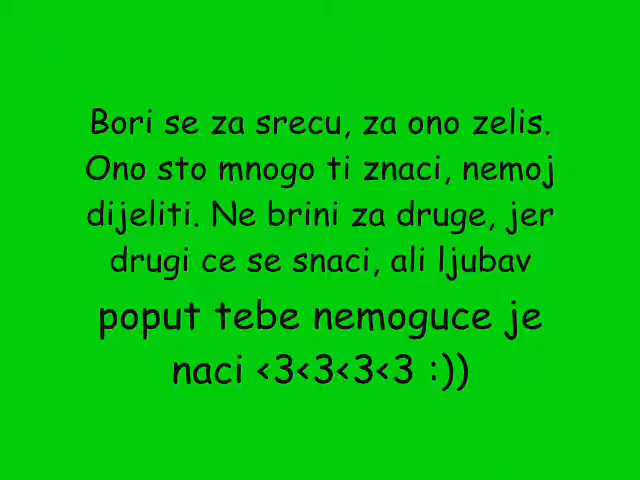 Bori se za srecu, za ono zelis.
Ono sto mnogo ti znaci, nemoj
dijeliti. Ne brini za druge, jer
drugi ce se snaci, ali ljubav
poput tebe nemoguce je
naci <3<3<3<3 :))